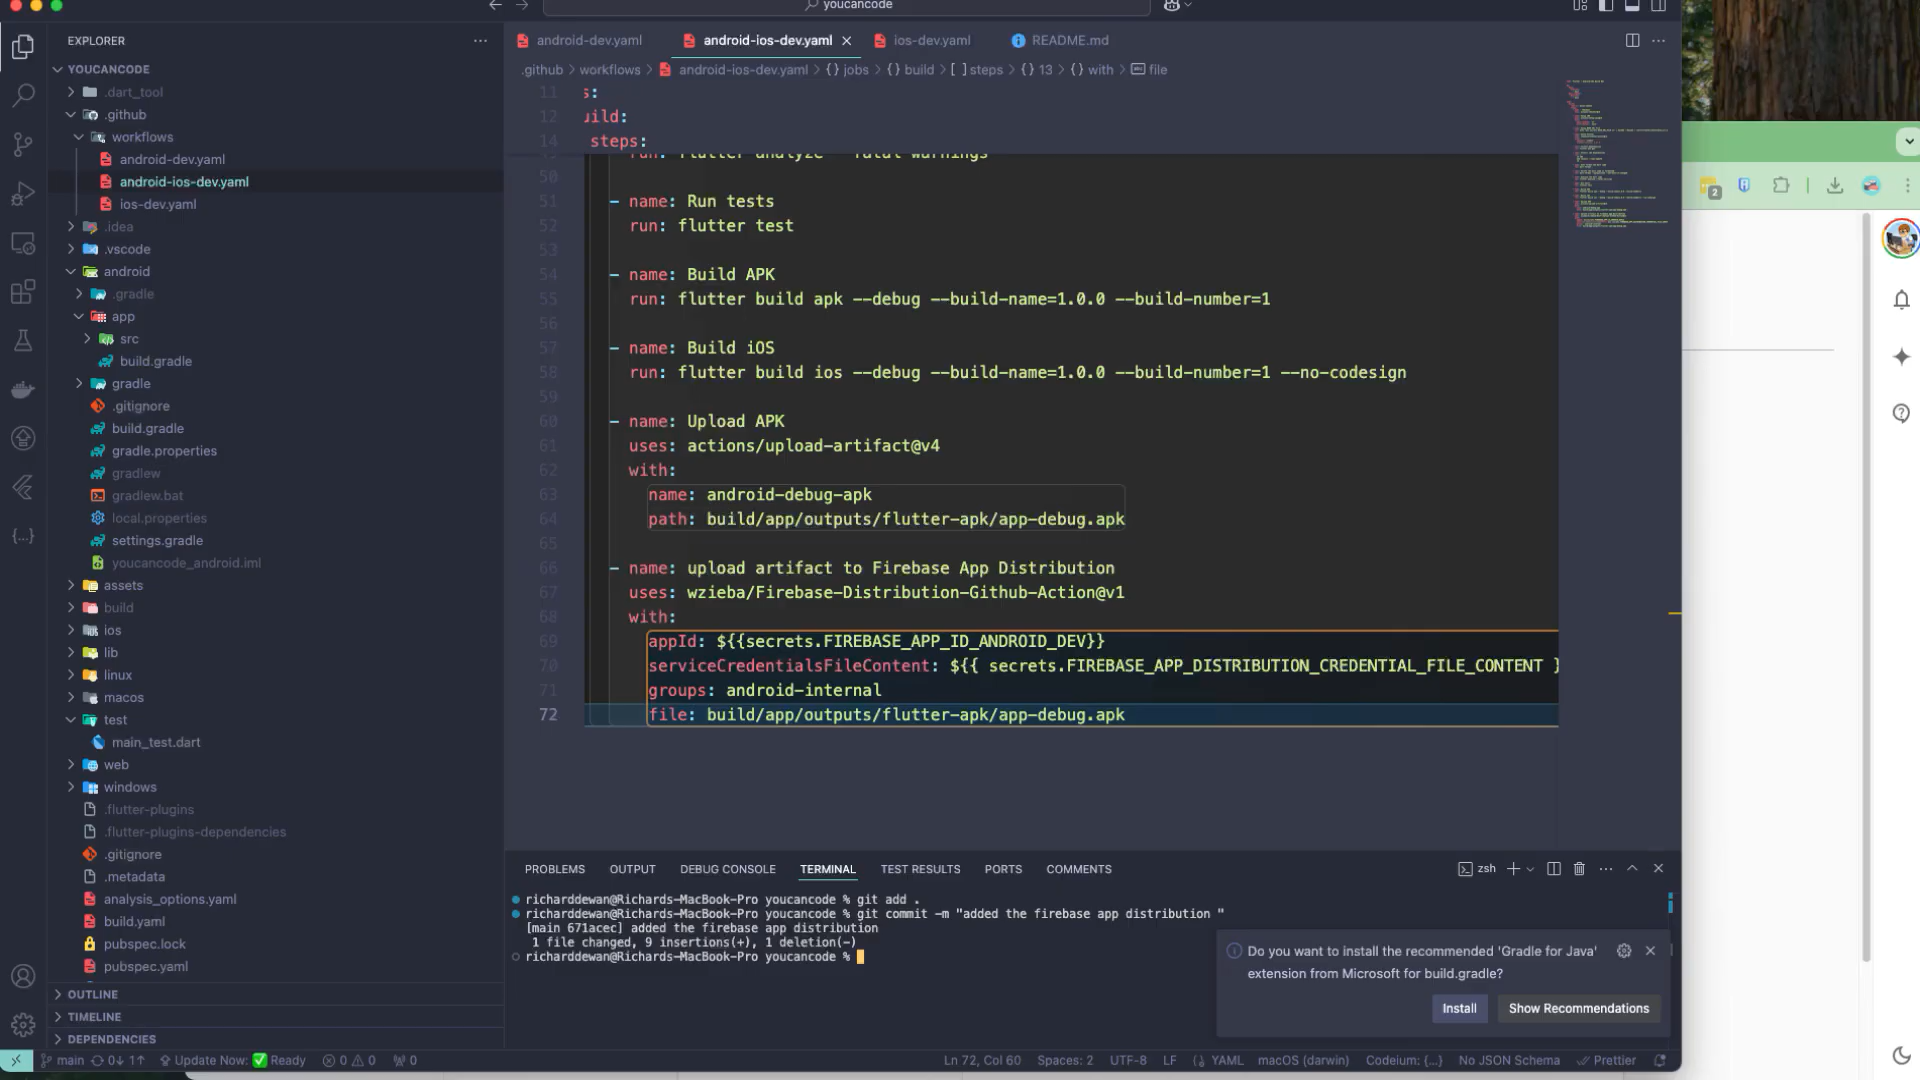 youcancode
EXPLORER
YOUCANCODE
.dart_tool
.github
workflows
android-dev.yaml
android-ios-dev.yaml
ios-dev.yaml
.idea
.vscode
android
.gradle
app
src
build.gradle
gradle
.gitignore
build.gradle
gradle.properties
gradlew
gradlew.bat
local.properties
settings.gradle
youcancode_android.iml
assets
build
ios
lib
linux
macos
test
main_test.dart
web
windows
.flutter-plugins
.flutter-plugins-dependencies
.gitignore
.metadata
analysis_options.yaml
build.yaml
pubspec.lock
pubspec.yaml
OUTLINE
TIMELINE
DEPENDENCIES
android-dev.yaml
android-ios-dev.yaml
ios-dev.yaml
README.md
.github > workflows > android-ios-dev.yaml > {} jobs > {} build > [ ] steps > {} 13 > {} with > file
11 s:
12 uild:
14 steps:
run: flutter analyze --fatal-warnings
50
51 - name: Run tests
52 run: flutter test
53
54 - name: Build APK
55 run: flutter build apk --debug --build-name=1.0.0 --build-number=1
56
57 - name: Build iOS
58 run: flutter build ios --debug --build-name=1.0.0 --build-number=1 --no-codesign
59
60 - name: Upload APK
61 uses: actions/upload-artifact@v4
62 with:
63 name: android-debug-apk
64 path: build/app/outputs/flutter-apk/app-debug.apk
65
66 - name: upload artifact to Firebase App Distribution
67 uses: wzieba/Firebase-Distribution-Github-Action@v1
68 with:
69 appId: ${{secrets.FIREBASE_APP_ID_ANDROID_DEV}}
70 serviceCredentialsFileContent: ${{ secrets.FIREBASE_APP_DISTRIBUTION_CREDENTIAL_FILE_CONTENT }
71 groups: android-internal
72 file: build/app/outputs/flutter-apk/app-debug.apk
PROBLEMS OUTPUT DEBUG CONSOLE TERMINAL TEST RESULTS PORTS COMMENTS
zsh
richarddewan@Richards-MacBook-Pro youcancode % git add .
richarddewan@Richards-MacBook-Pro youcancode % git commit -m "added the firebase app distribution "
[main 671acec] added the firebase app distribution
1 file changed, 9 insertions(+), 1 deletion(-)
richarddewan@Richards-MacBook-Pro youcancode %
Do you want to install the recommended 'Gradle for Java'
extension from Microsoft for build.gradle?
Install
Show Recommendations
main 0↓ 1↑ Update Now: ✅ Ready 0 0 0
Ln 72, Col 60 Spaces: 2 UTF-8 LF YAML macOS (darwin) Codeium: {...} No JSON Schema Prettier
2